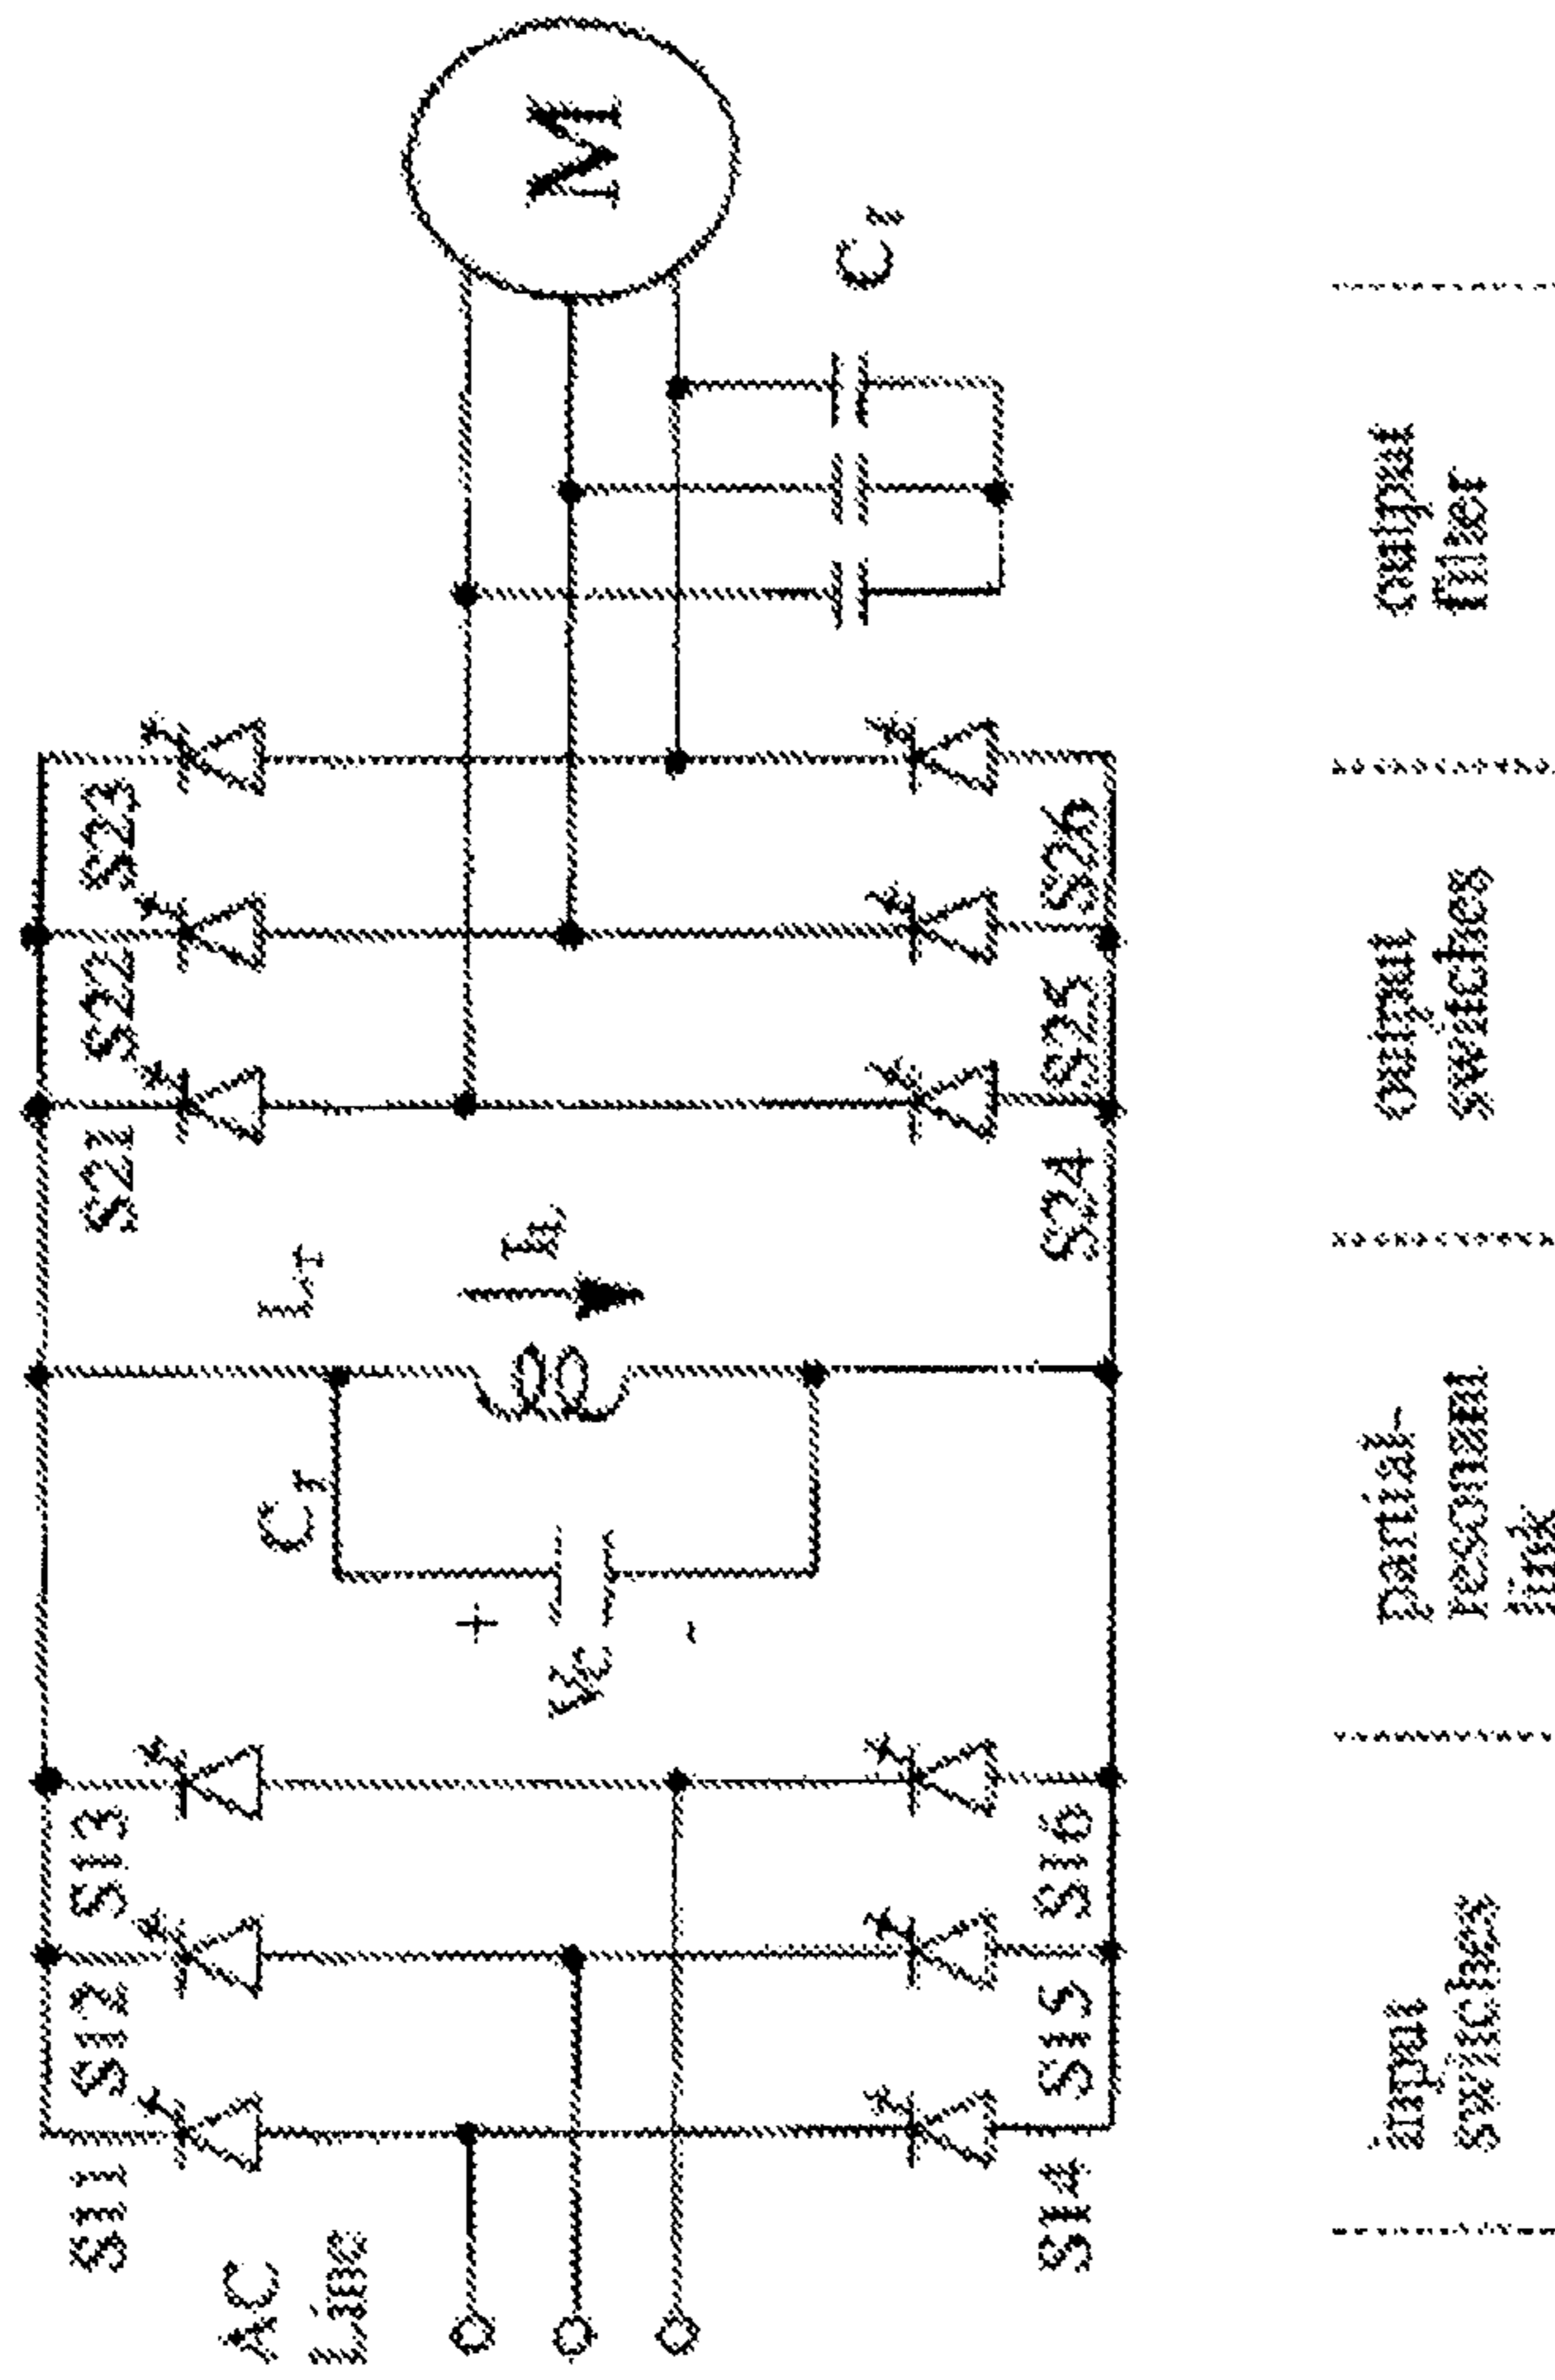 AC
Line
S11
S12
S13
S14
S15
S16
Cr
Lr
+
Vc
-
IL
S21
S22
S23
S24
S25
S26
M
Cf
input
switches
partial-
resonant
link
output
switches
output
filter